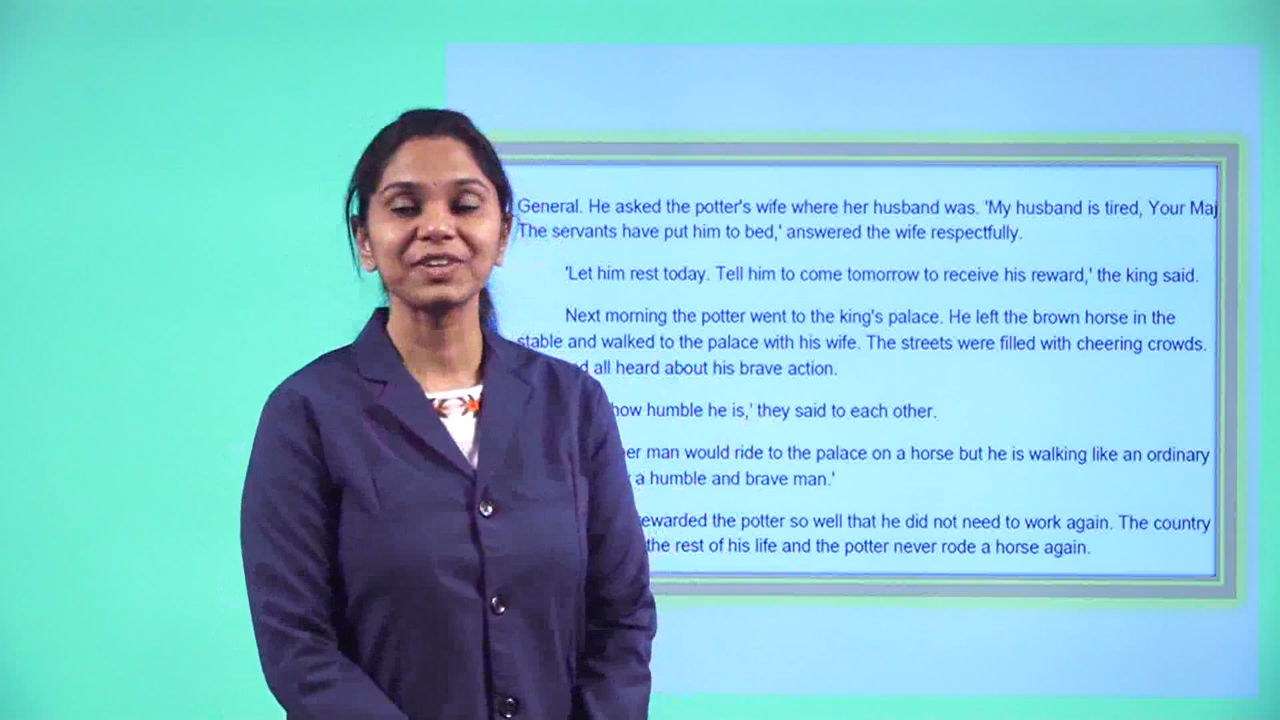 General. He asked the potter's wife where her husband was. 'My husband is tired, Your Maj
The servants have put him to bed,' answered the wife respectfully.
'Let him rest today. Tell him to come tomorrow to receive his reward,' the king said.
Next morning the potter went to the king's palace. He left the brown horse in the
stable and walked to the palace with his wife. The streets were filled with cheering crowds.
all heard about his brave action.
how humble he is,' they said to each other.
man would ride to the palace on a horse but he is walking like an ordinary
a humble and brave man.'
rewarded the potter so well that he did not need to work again. The country
the rest of his life and the potter never rode a horse again.